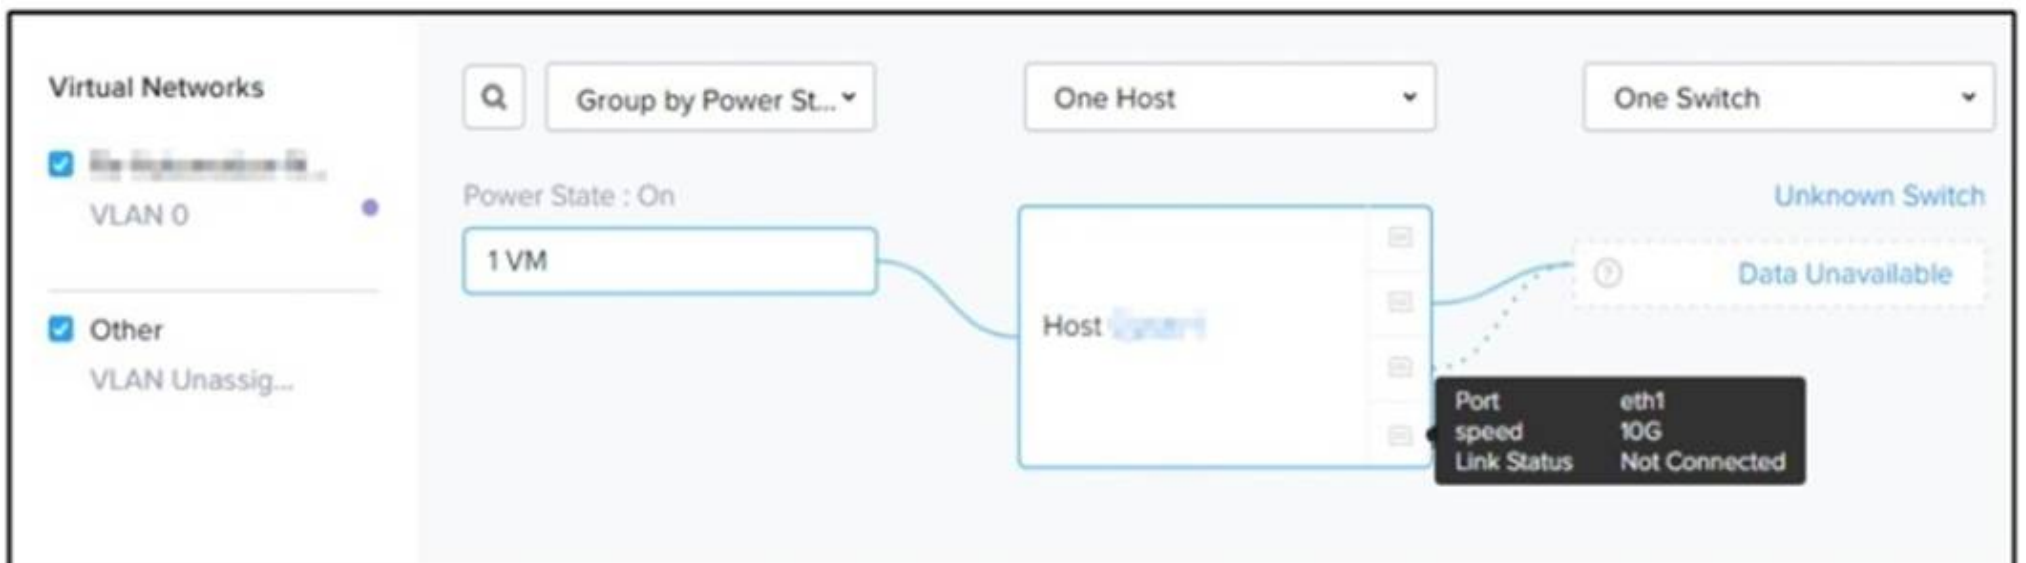 Virtual Networks
VLAN 0
Other
VLAN Unassig...
Group by Power St...
One Host
One Switch
Power State : On
1 VM
Host
Unknown Switch
Data Unavailable
Port eth1
speed 10G
Link Status Not Connected